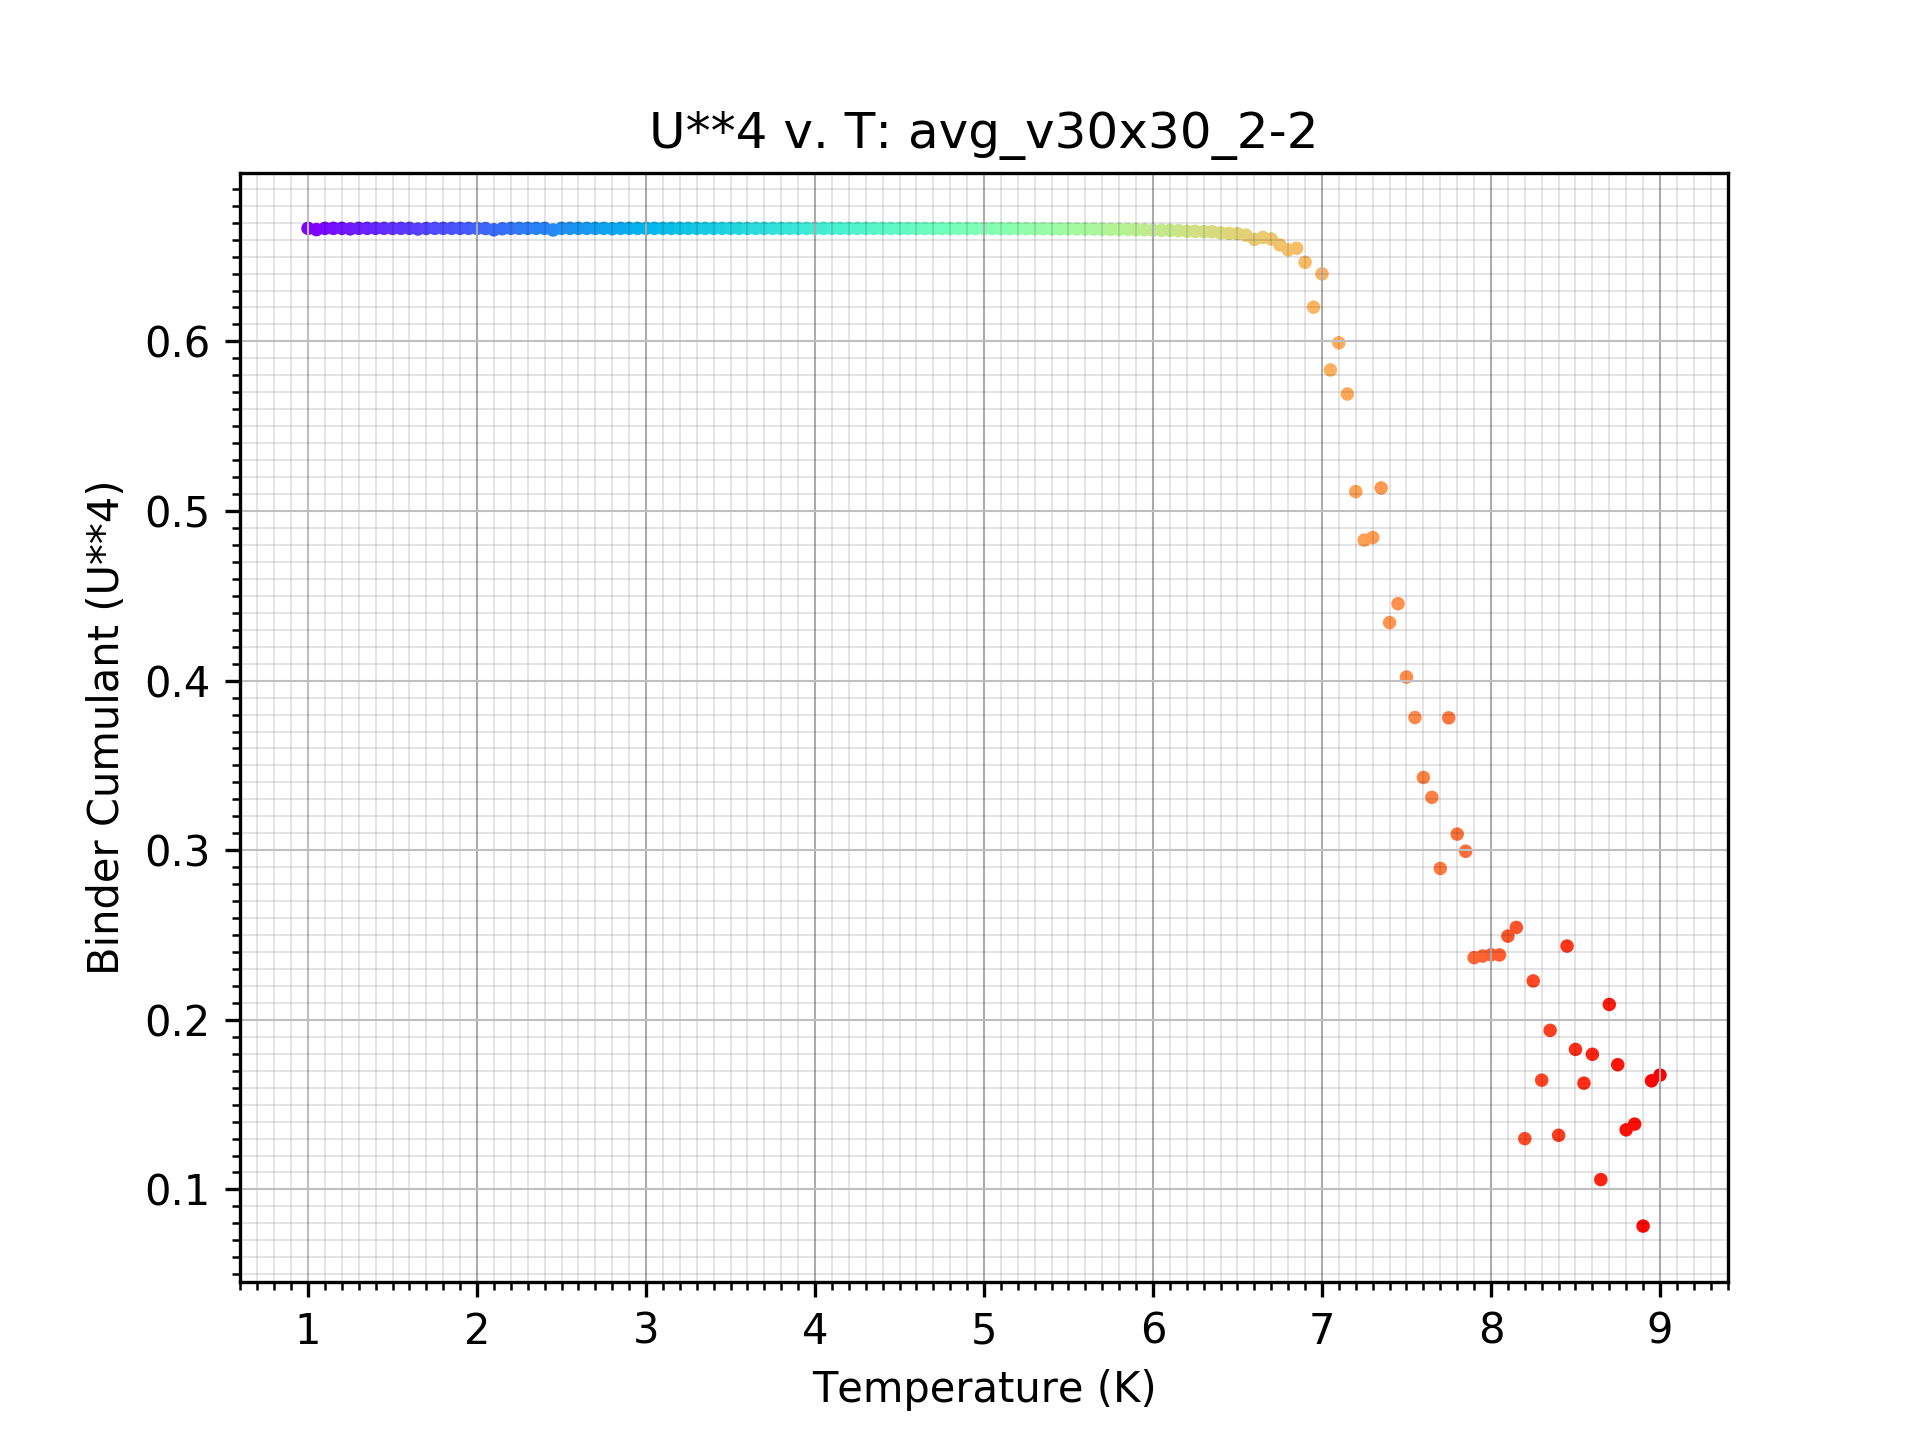 U**4 v. T: avg_v30x30_2-2
Binder Cumulant (U**4)
0.6
0.5
0.4
0.3
0.2
0.1
1 2 3 4 5 6 7 8 9
Temperature (K)